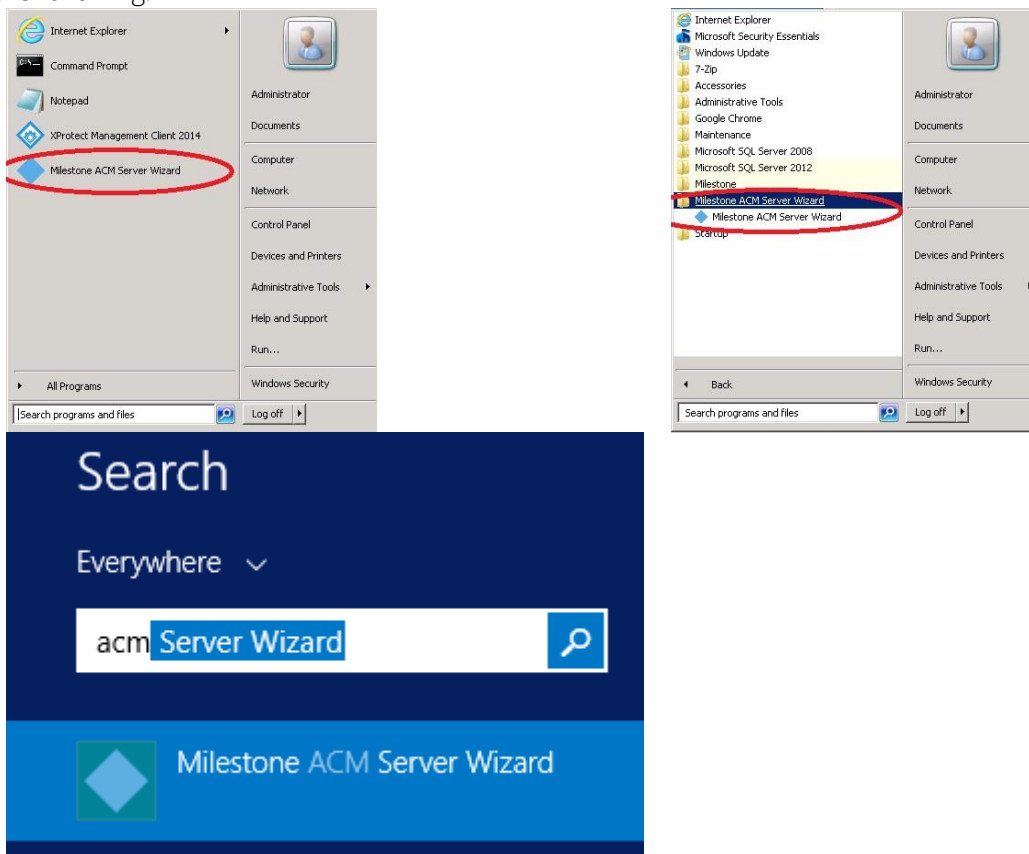 Internet Explorer
Command Prompt
Notepad
XProtect Management Client 2014
Milestone ACM Server Wizard
All Programs
Search programs and files
Administrator
Documents
Computer
Network
Control Panel
Devices and Printers
Administrative Tools
Help and Support
Run...
Windows Security
Log off
Internet Explorer
Microsoft Security Essentials
Windows Update
7-Zip
Accessories
Administrative Tools
Google Chrome
Maintenance
Microsoft SQL Server 2008
Microsoft SQL Server 2012
Milestone
Milestone ACM Server Wizard
Milestone ACM Server Wizard
Startup
Back
Search programs and files
Administrator
Documents
Computer
Network
Control Panel
Devices and Printers
Administrative Tools
Help and Support
Run...
Windows Security
Log off
Search
Everywhere
acm Server Wizard
Milestone ACM Server Wizard